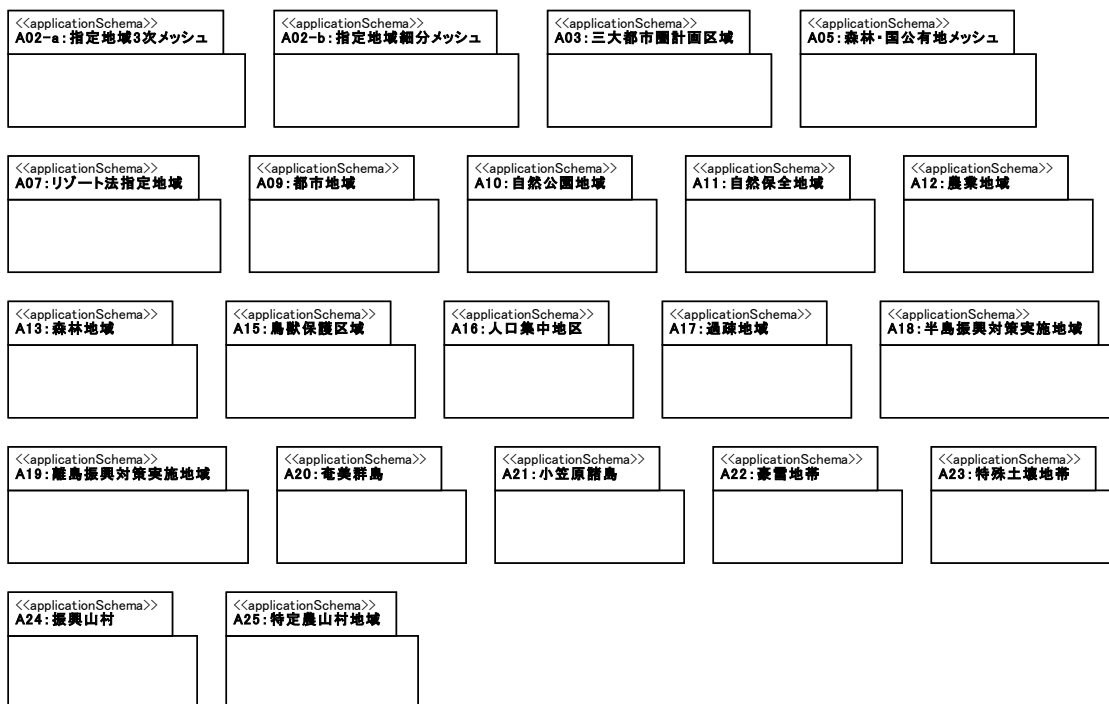 <<applicationSchema>>
A02-a:指定地域3次メッシュ
<<applicationSchema>>
A02-b:指定地域細分メッシュ
<<applicationSchema>>
A03:三大都市圏計画区域
<<applicationSchema>>
A05:森林・国公有地メッシュ
<<applicationSchema>>
A07:リゾート法指定地域
<<applicationSchema>>
A09:都市地域
<<applicationSchema>>
A10:自然公園地域
<<applicationSchema>>
A11:自然保全地域
<<applicationSchema>>
A12:農業地域
<<applicationSchema>>
A13:森林地域
<<applicationSchema>>
A15:鳥獣保護区域
<<applicationSchema>>
A16:人口集中地区
<<applicationSchema>>
A17:過疎地域
<<applicationSchema>>
A18:半島振興対策実施地域
<<applicationSchema>>
A19:離島振興対策実施地域
<<applicationSchema>>
A20:奄美群島
<<applicationSchema>>
A21:小笠原諸島
<<applicationSchema>>
A22:豪雪地帯
<<applicationSchema>>
A23:特殊土壌地帯
<<applicationSchema>>
A24:振興山村
<<applicationSchema>>
A25:特定農山村地域